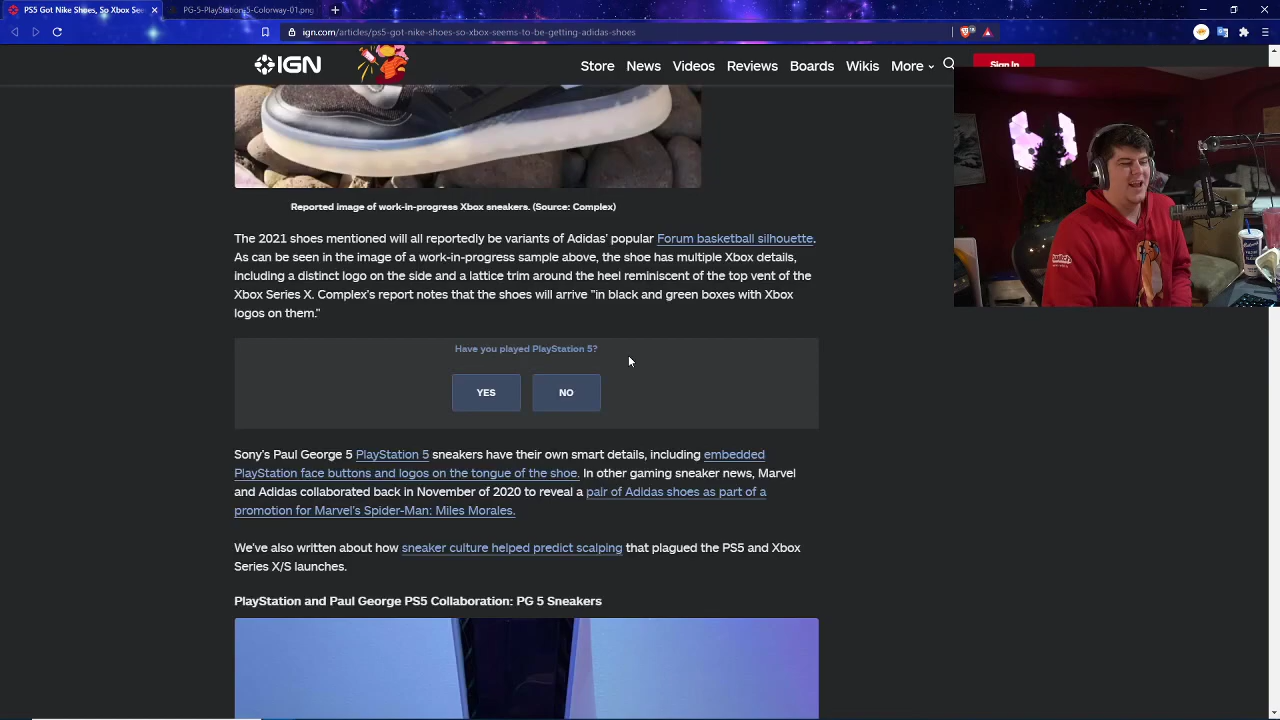 PS5 Got Nike Shoes, So Xbox See
PG-5-PlayStation-5-Colorway-01.png
ign.com/articles/ps5-got-nike-shoes-so-xbox-seems-to-be-getting-adidas-shoes
IGN
Store News Videos Reviews Boards Wikis More
Sign In
Reported image of work-in-progress Xbox sneakers. (Source: Complex)
The 2021 shoes mentioned will all reportedly be variants of Adidas' popular Forum basketball silhouette.
As can be seen in the image of a work-in-progress sample above, the shoe has multiple Xbox details,
including a distinct logo on the side and a lattice trim around the heel reminiscent of the top vent of the
Xbox Series X. Complex's report notes that the shoes will arrive "in black and green boxes with Xbox
logos on them."
Have you played PlayStation 5?
YES NO
Sony's Paul George 5 PlayStation 5 sneakers have their own smart details, including embedded
PlayStation face buttons and logos on the tongue of the shoe. In other gaming sneaker news, Marvel
and Adidas collaborated back in November of 2020 to reveal a pair of Adidas shoes as part of a
promotion for Marvel's Spider-Man: Miles Morales.
We've also written about how sneaker culture helped predict scalping that plagued the PS5 and Xbox
Series X/S launches.
PlayStation and Paul George PS5 Collaboration: PG 5 Sneakers